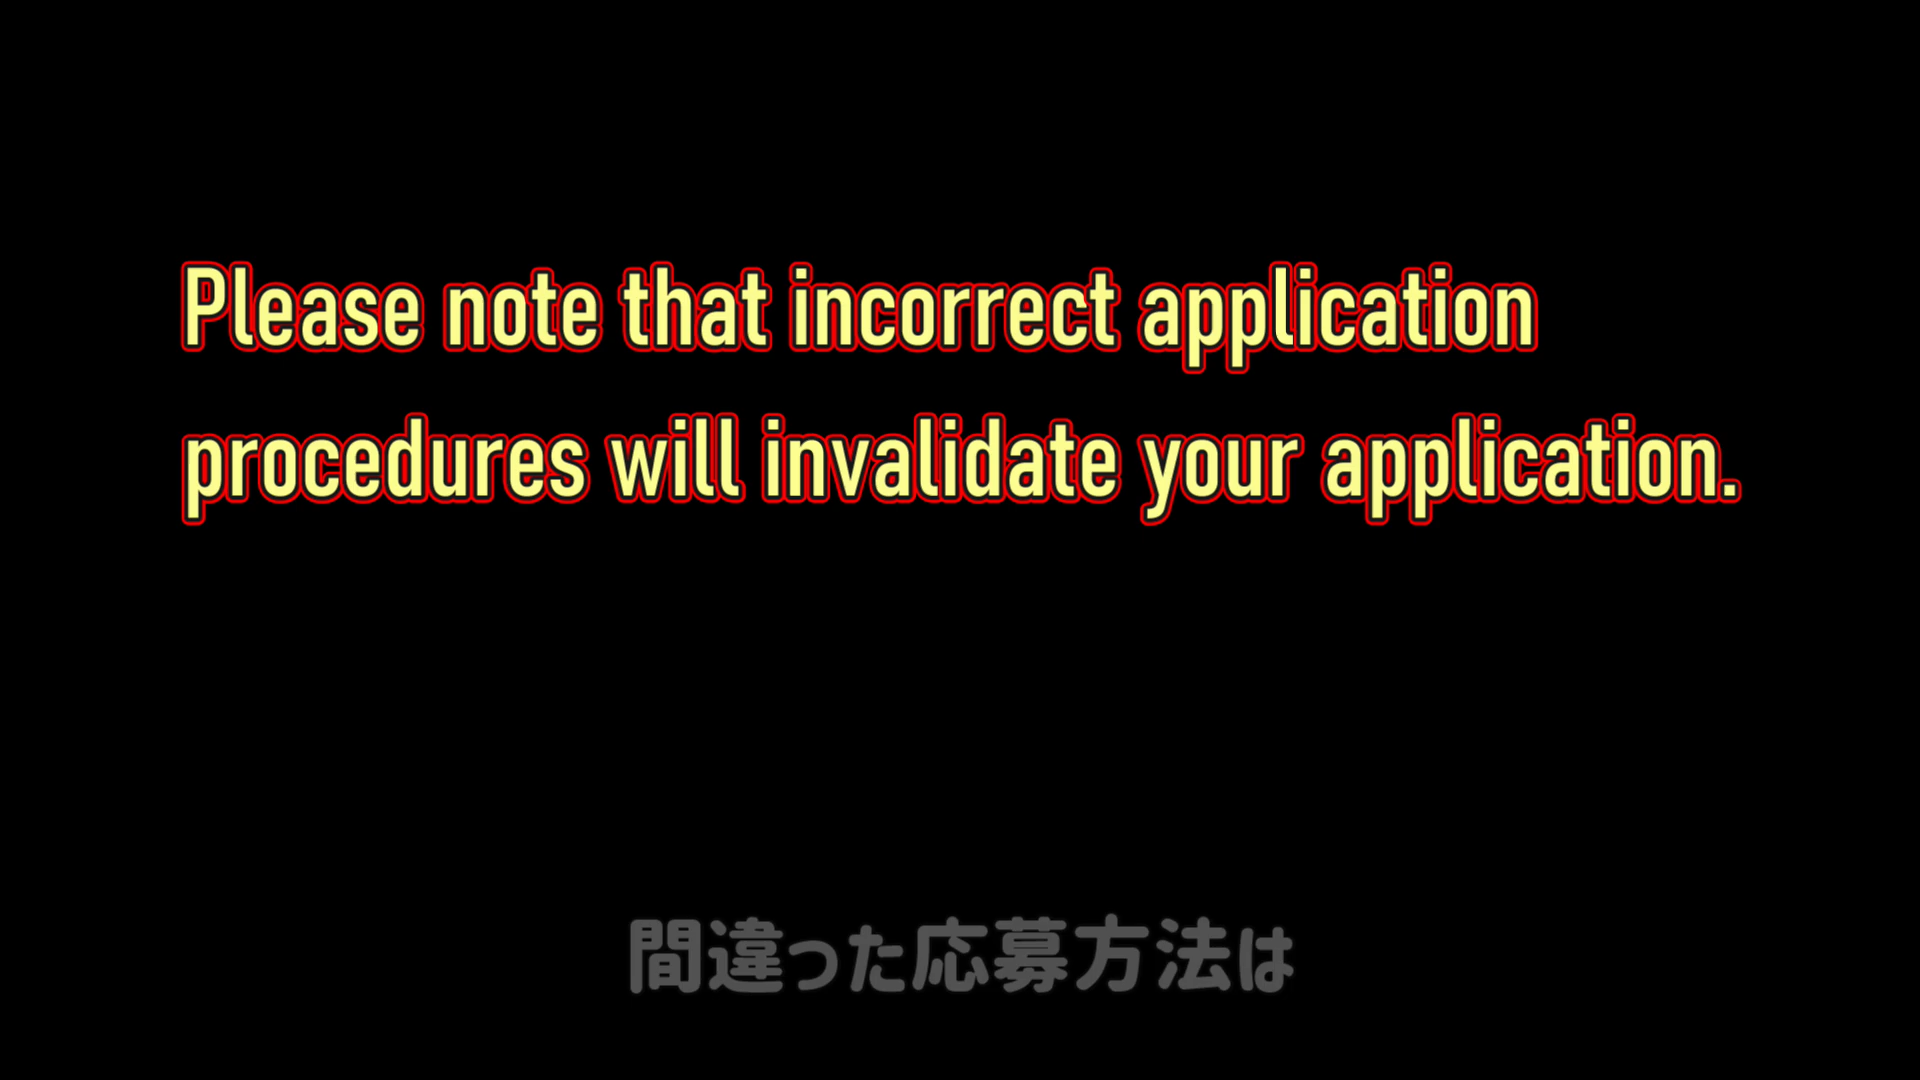 Please note that incorrect application
procedures will invalidate your application.
間違った応募方法は